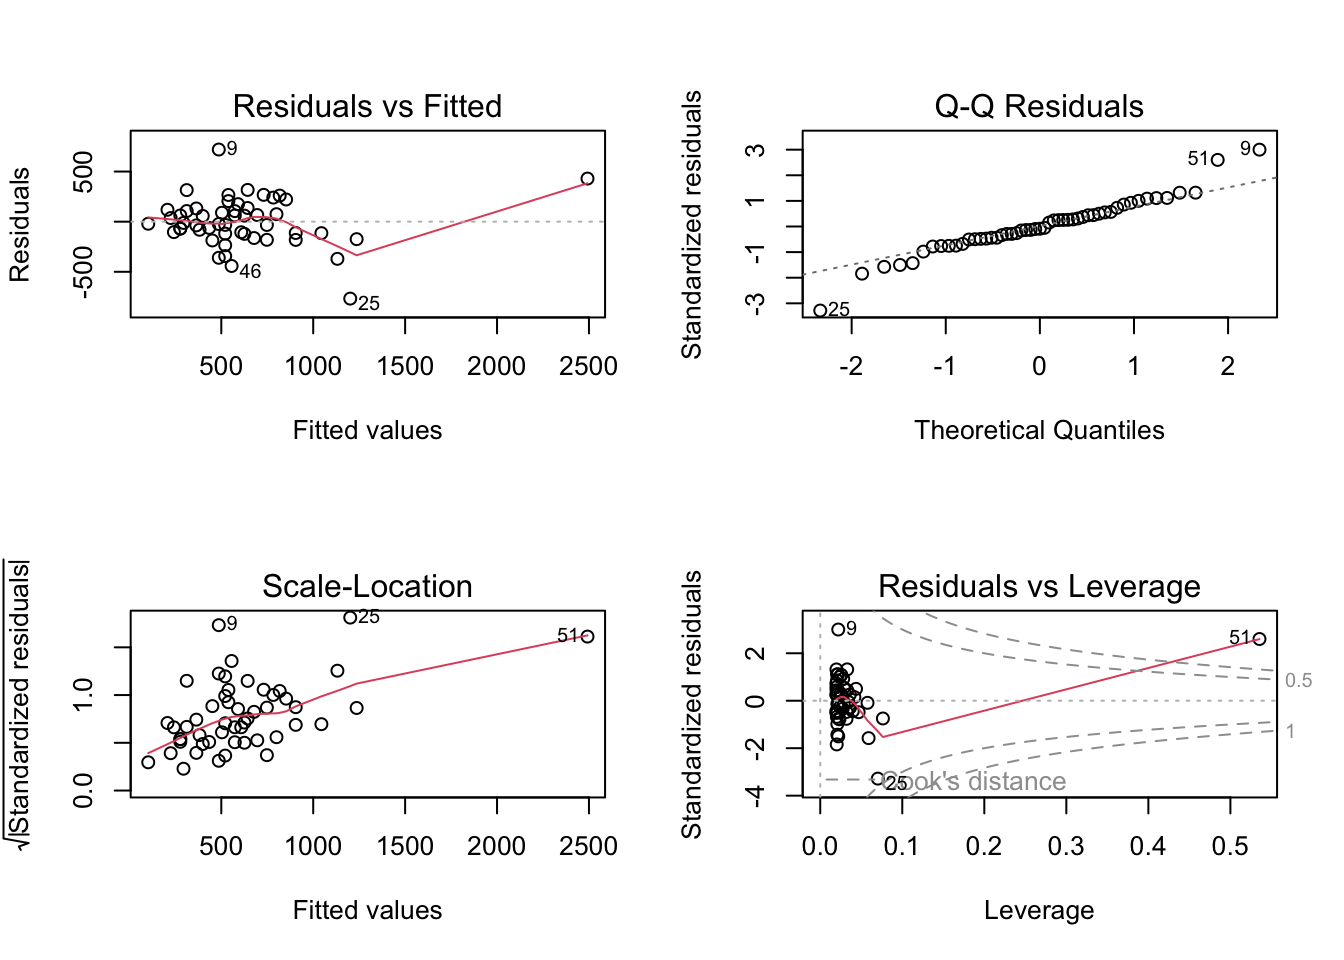 Residuals vs Fitted
Residuals
500
-500
9
46
25
500 1000 1500 2000 2500
Fitted values
Q-Q Residuals
Standardized residuals
3
1
-1
-3
51
9
25
-2 -1 0 1 2
Theoretical Quantiles
Scale-Location
√|Standardized residuals|
1.0
0.0
9
25
51
500 1000 1500 2000 2500
Fitted values
Residuals vs Leverage
Standardized residuals
2
0
-2
-4
9
51
0.5
1
25
Cook's distance
0.0 0.1 0.2 0.3 0.4 0.5
Leverage